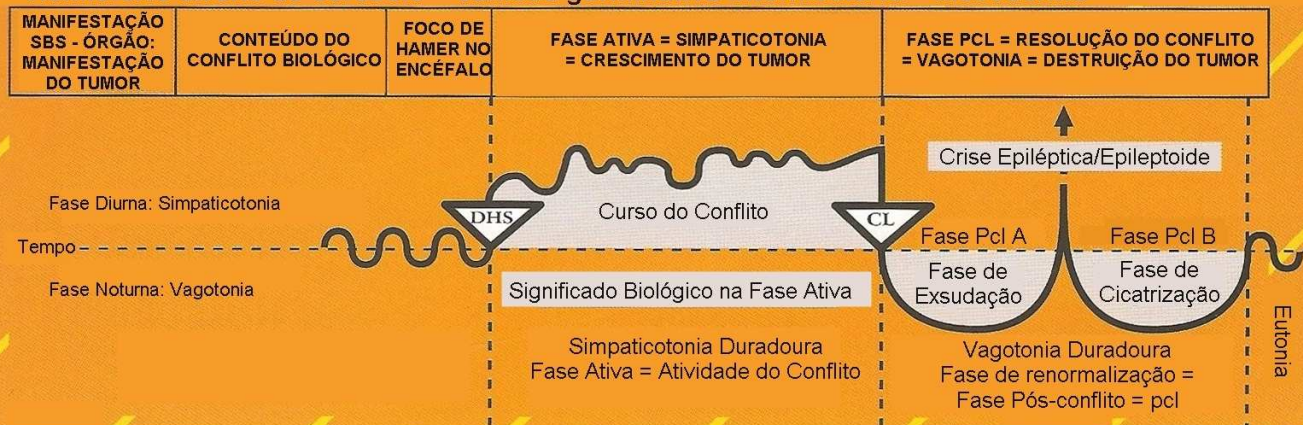 MANIFESTAÇÃO
SBS - ÓRGÃO:
MANIFESTAÇÃO
DO TUMOR
CONTEÚDO DO
CONFLITO BIOLÓGICO
FOCO DE
HAMER NO
ENCÉFALO
FASE ATIVA = SIMPATICOTONIA
= CRESCIMENTO DO TUMOR
FASE PCL = RESOLUÇÃO DO CONFLITO
= VAGOTONIA = DESTRUIÇÃO DO TUMOR
Crise Epiléptica/Epileptoide
Fase Diurna: Simpaticotonia
DHS
Curso do Conflito
CL
Tempo
Fase Pcl A
Fase Pcl B
Fase Noturna: Vagotonia
Significado Biológico na Fase Ativa
Fase de
Exsudação
Fase de
Cicatrização
Simpaticotonia Duradoura
Fase Ativa = Atividade do Conflito
Vagotonia Duradoura
Fase de renormalização =
Fase Pós-conflito = pcl
Eutonia